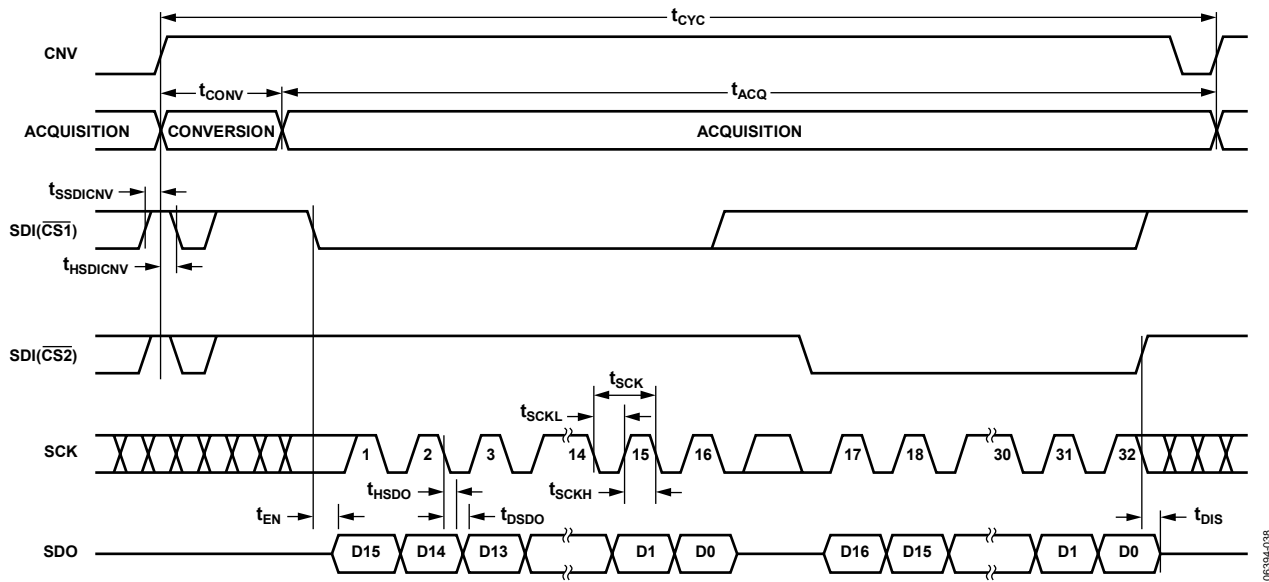 tCYC
CNV
tCONV
tACQ
ACQUISITION CONVERSION ACQUISITION
tSSDICNV
SDI(CS1)
tHSDICNV
SDI(CS2)
tSCK
tSCKL
SCK 1 2 3 14 15 16 17 18 30 31 32
tHSDO tSCKH
tEN tDSDO tDIS
SDO D15 D14 D13 D1 D0 D16 D15 D1 D0
06394-038